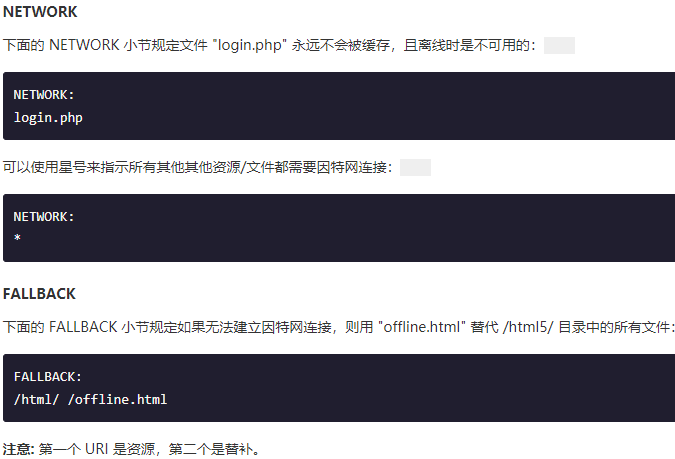 NETWORK
下面的 NETWORK 小节规定文件 "login.php" 永远不会被缓存，且离线时是不可用的：
NETWORK:
login.php
可以使用星号来指示所有其他其他资源/文件都需要因特网连接：
NETWORK:
*
FALLBACK
下面的 FALLBACK 小节规定如果无法建立因特网连接，则用 "offline.html" 替代 /html5/ 目录中的所有文件：
FALLBACK:
/html/ /offline.html
注意: 第一个 URI 是资源，第二个是替补。